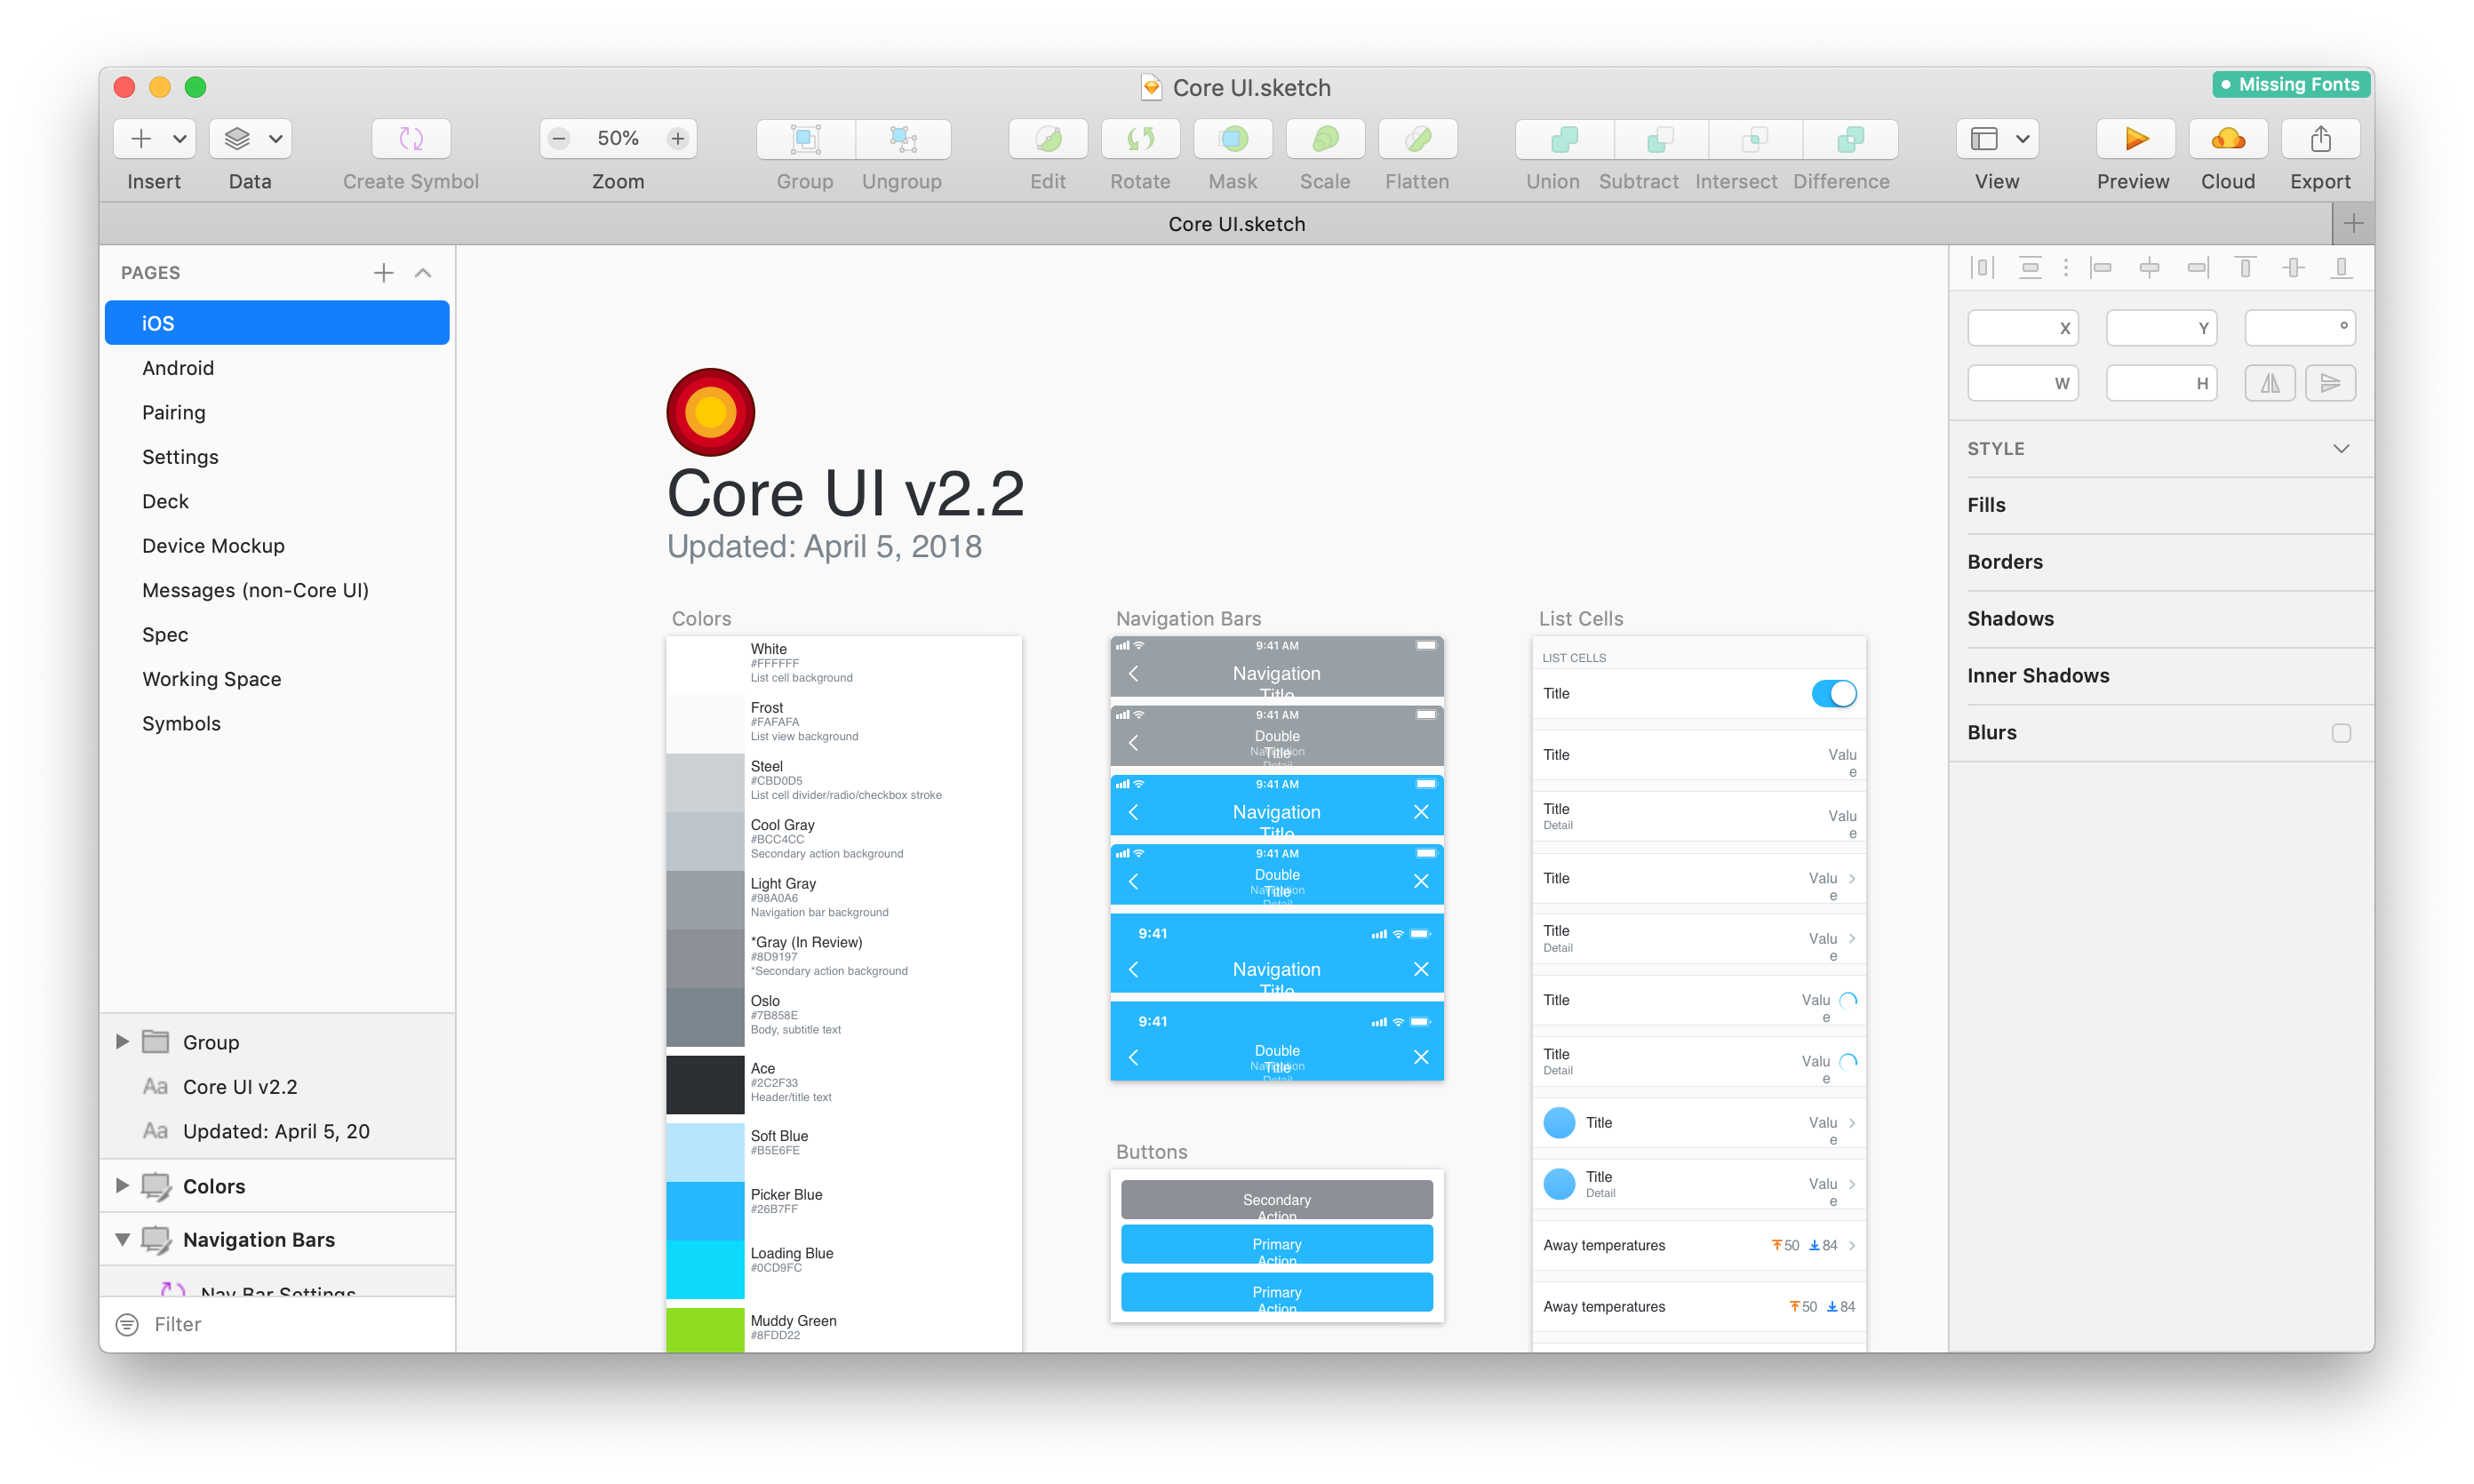 Core UI.sketch
Missing Fonts
50%
Insert
Data
Create Symbol
Zoom
Group
Ungroup
Edit
Rotate
Mask
Scale
Flatten
Union
Subtract
Intersect
Difference
View
Preview
Cloud
Export
Core UI.sketch
PAGES
iOS
Android
Pairing
Settings
Deck
Device Mockup
Messages (non-Core UI)
Spec
Working Space
Symbols
Group
Aa Core UI v2.2
Aa Updated: April 5, 20
Colors
Navigation Bars
Nav Bar Settings
Filter
Core UI v2.2
Updated: April 5, 2018
Colors
White
#FFFFFF
List cell background
Frost
#FAFAFA
List view background
Steel
#CBD0D5
List cell divider/radio/checkbox stroke
Cool Gray
#BCC4CC
Secondary action background
Light Gray
#98A0A6
Navigation bar background
*Gray (In Review)
#8D9197
*Secondary action background
Oslo
#7B858E
Body, subtitle text
Ace
#2C2F33
Header/title text
Soft Blue
#B5E6FE
Picker Blue
#26B7FF
Loading Blue
#0CD9FC
Muddy Green
#8FDD22
Navigation Bars
9:41 AM
Navigation
Title
9:41 AM
Double
Title
Navigation
Detail
9:41 AM
Navigation
Title
9:41 AM
Double
Title
Navigation
Detail
9:41
Navigation
Title
9:41
Double
Title
Navigation
Detail
Buttons
Secondary
Action
Primary
Action
Primary
Action
List Cells
LIST CELLS
Title
Title
Valu
e
Title
Detail
Valu
e
Title
Valu
e
Title
Detail
Valu
e
Title
Valu
e
Title
Detail
Valu
e
Title
Valu
e
Title
Detail
Valu
e
Away temperatures 50 84
Away temperatures 50 84
X
Y
°
W
H
STYLE
Fills
Borders
Shadows
Inner Shadows
Blurs